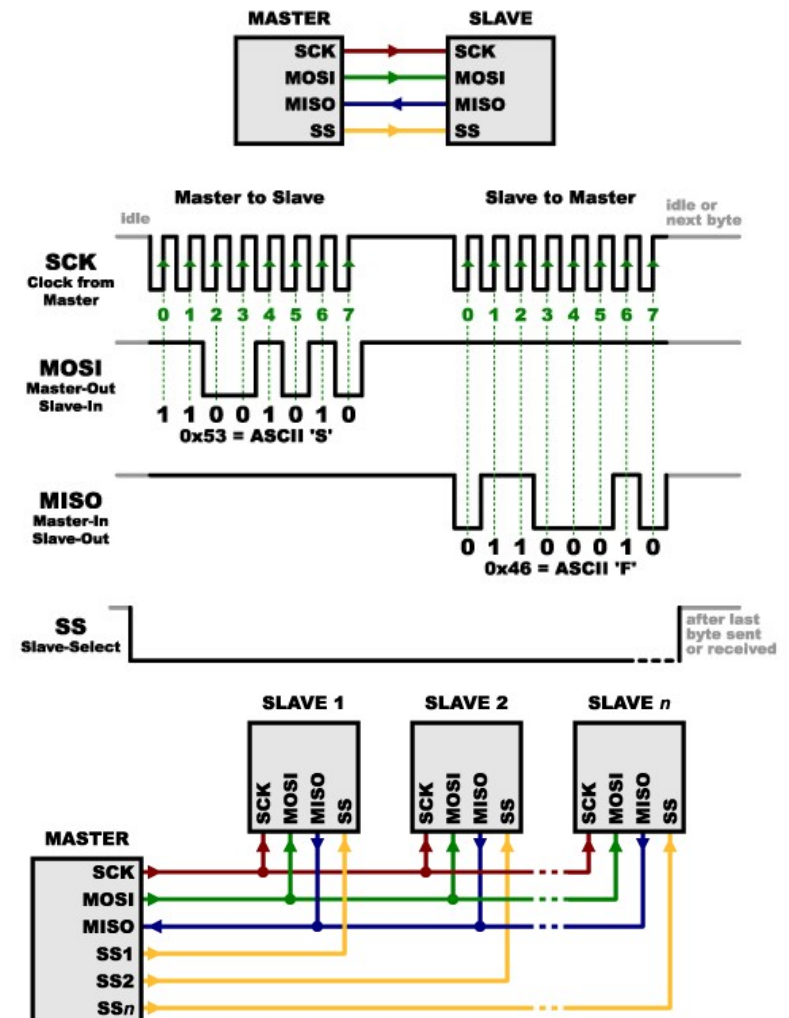 MASTER SLAVE
SCK SCK
MOSI MOSI
MISO MISO
SS SS
Master to Slave Slave to Master
idle
idle or
next byte
SCK
Clock from
Master
0 1 2 3 4 5 6 7 0 1 2 3 4 5 6 7
MOSI
Master-Out
Slave-In
1 1 0 0 1 0 1 0
0x53 = ASCII 'S'
MISO
Master-In
Slave-Out
0 1 1 0 0 0 1 0
0x46 = ASCII 'F'
SS
Slave-Select
after last
byte sent
or received
SLAVE 1 SLAVE 2 SLAVE n
SCK MOSI MISO SS SCK MOSI MISO SS SCK MOSI MISO SS
MASTER
SCK
MOSI
MISO
SS1
SS2
SSn